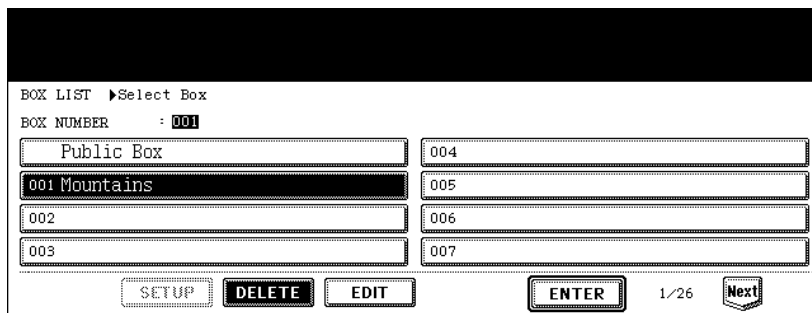 BOX LIST ▶Select Box
BOX NUMBER : 001
Public Box 004
001 Mountains 005
002 006
003 007
SETUP DELETE EDIT ENTER 1/26 Next